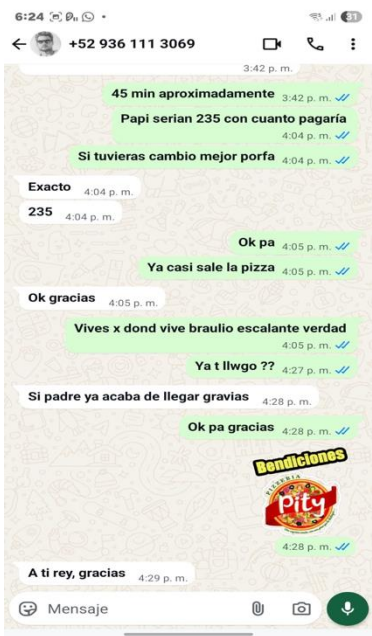 6:24
31
+52 936 111 3069
3:42 p. m.
45 min aproximadamente 3:42 p. m.
Papi serian 235 con cuanto pagaría
4:04 p. m.
Si tuvieras cambio mejor porfa 4:04 p. m.
Exacto 4:04 p. m.
235 4:04 p. m.
Ok pa 4:05 p. m.
Ya casi sale la pizza 4:05 p. m.
Ok gracias 4:05 p. m.
Vives x dond vive braulio escalante verdad
4:05 p. m.
Ya t llwgo ?? 4:27 p. m.
Si padre ya acaba de llegar gravias 4:28 p. m.
Ok pa gracias 4:28 p. m.
Bendiciones
PIZZERIA
Pity
4:28 p. m.
A ti rey, gracias 4:29 p. m.
Mensaje